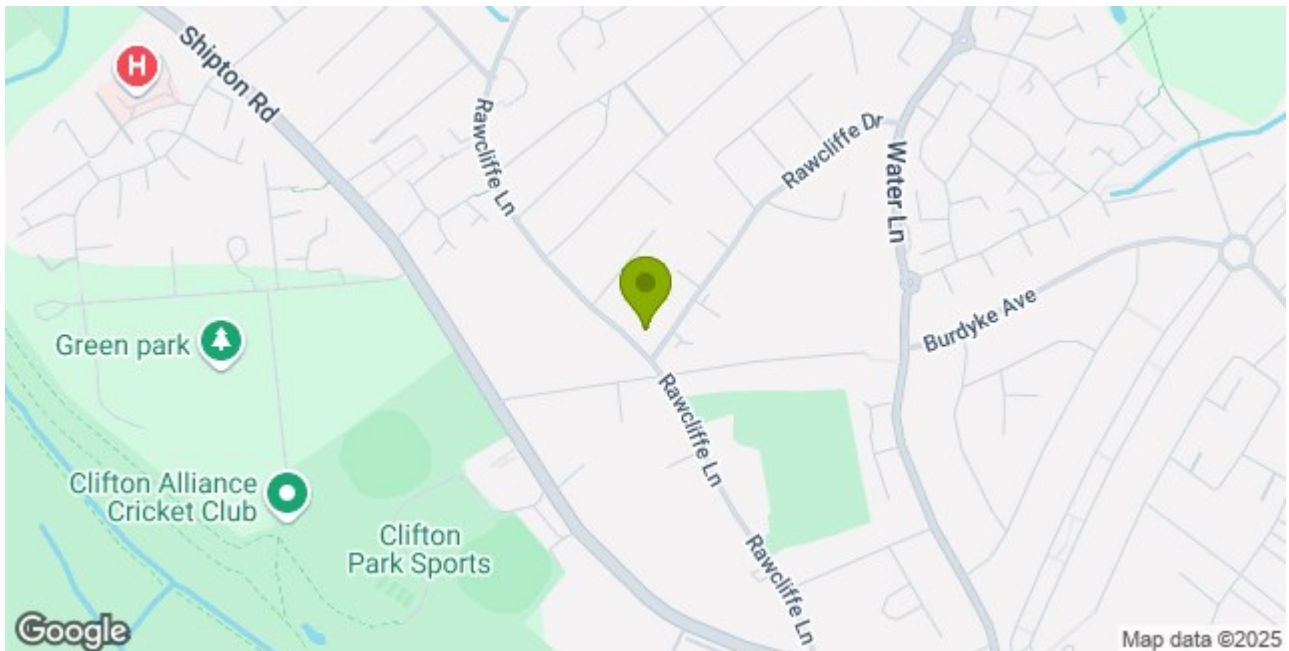 Shipton Rd
H
Rawcliffe Ln
Rawcliffe Dr
Water Ln
Burdyke Ave
Green park
Rawcliffe Ln
Clifton Alliance
Cricket Club
Clifton
Park Sports
Rawcliffe Ln
Google
Map data ©2025